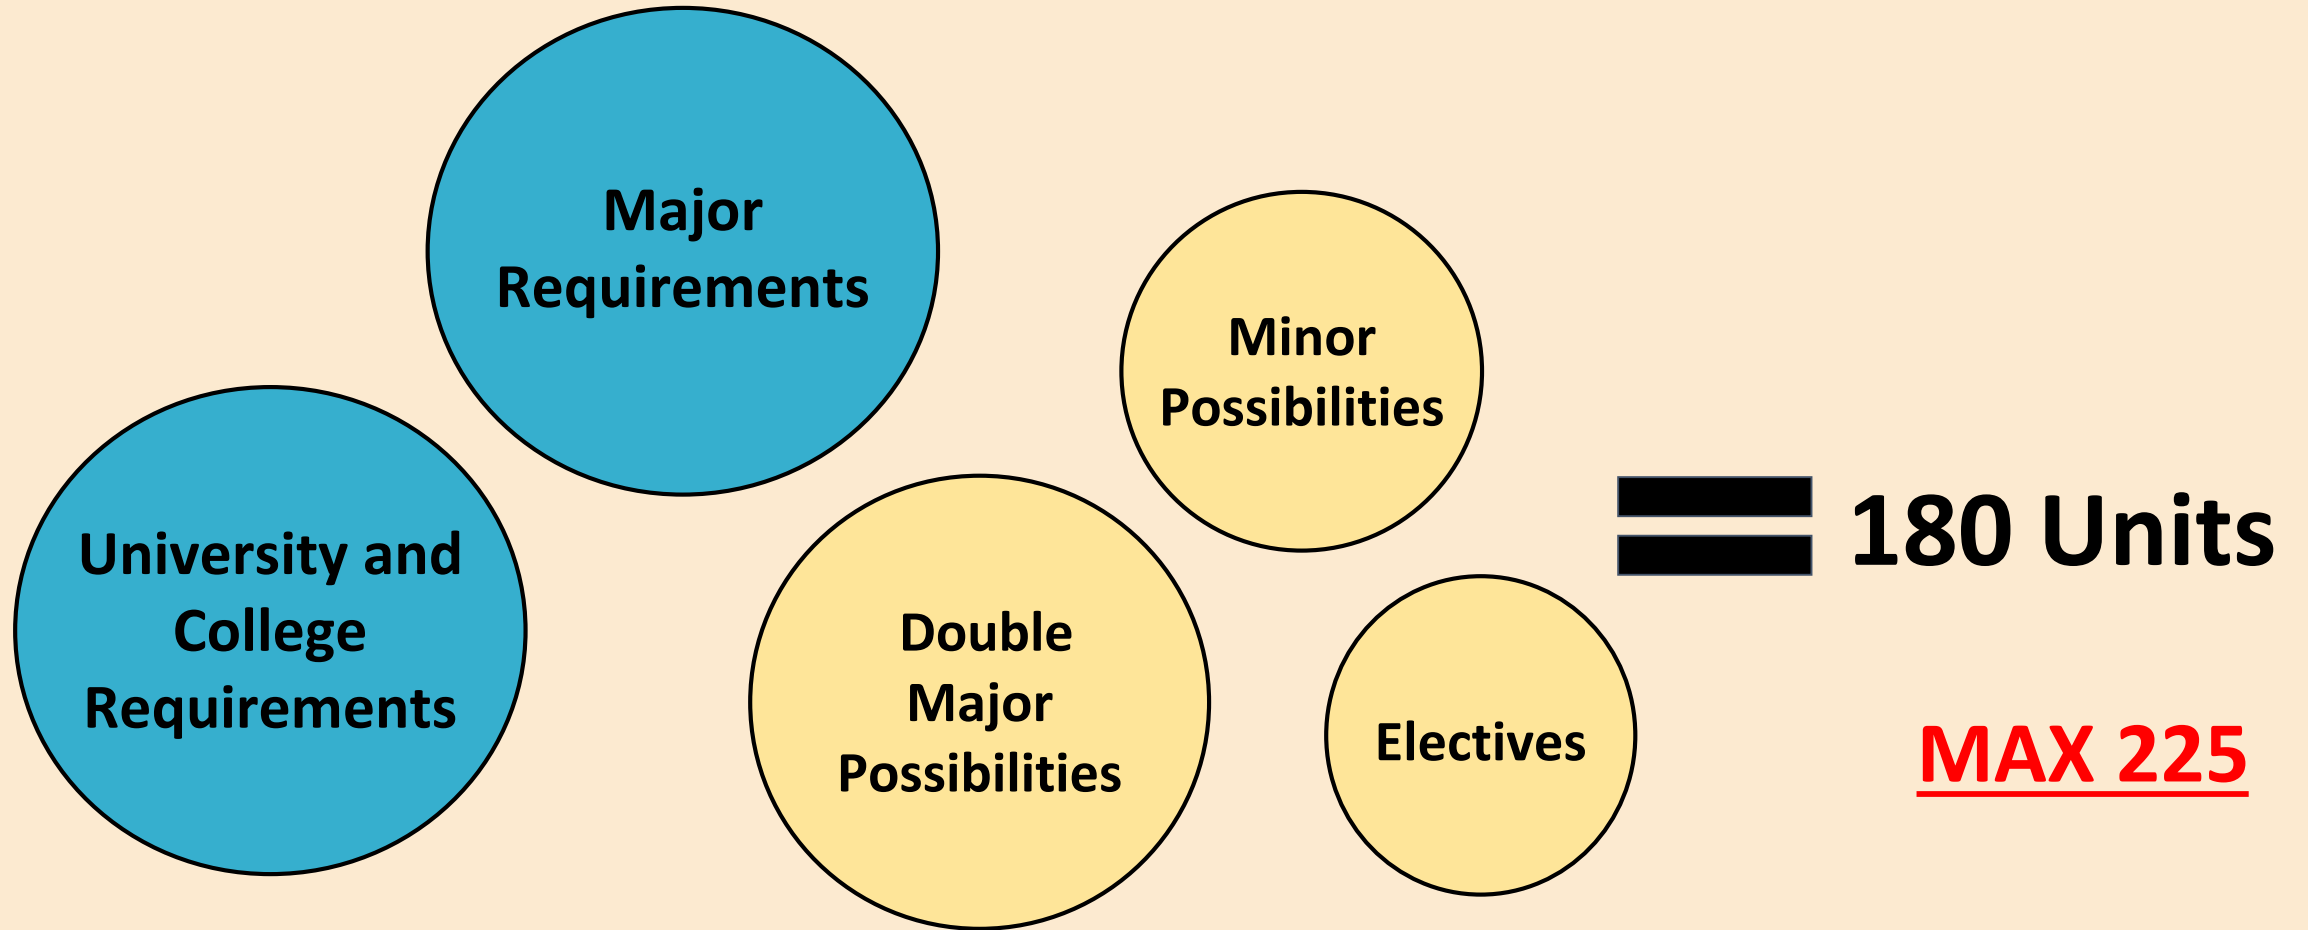 Major
Requirements
University and
College
Requirements
Minor
Possibilities
Double
Major
Possibilities
Electives
180 Units
MAX 225